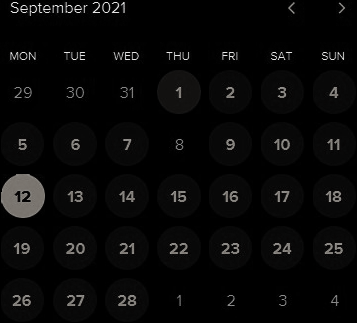 September 2021
MON TUE WED THU FRI SAT SUN
29 30 31 1 2 3 4
5 6 7 8 9 10 11
12 13 14 15 16 17 18
19 20 21 22 23 24 25
26 27 28 1 2 3 4